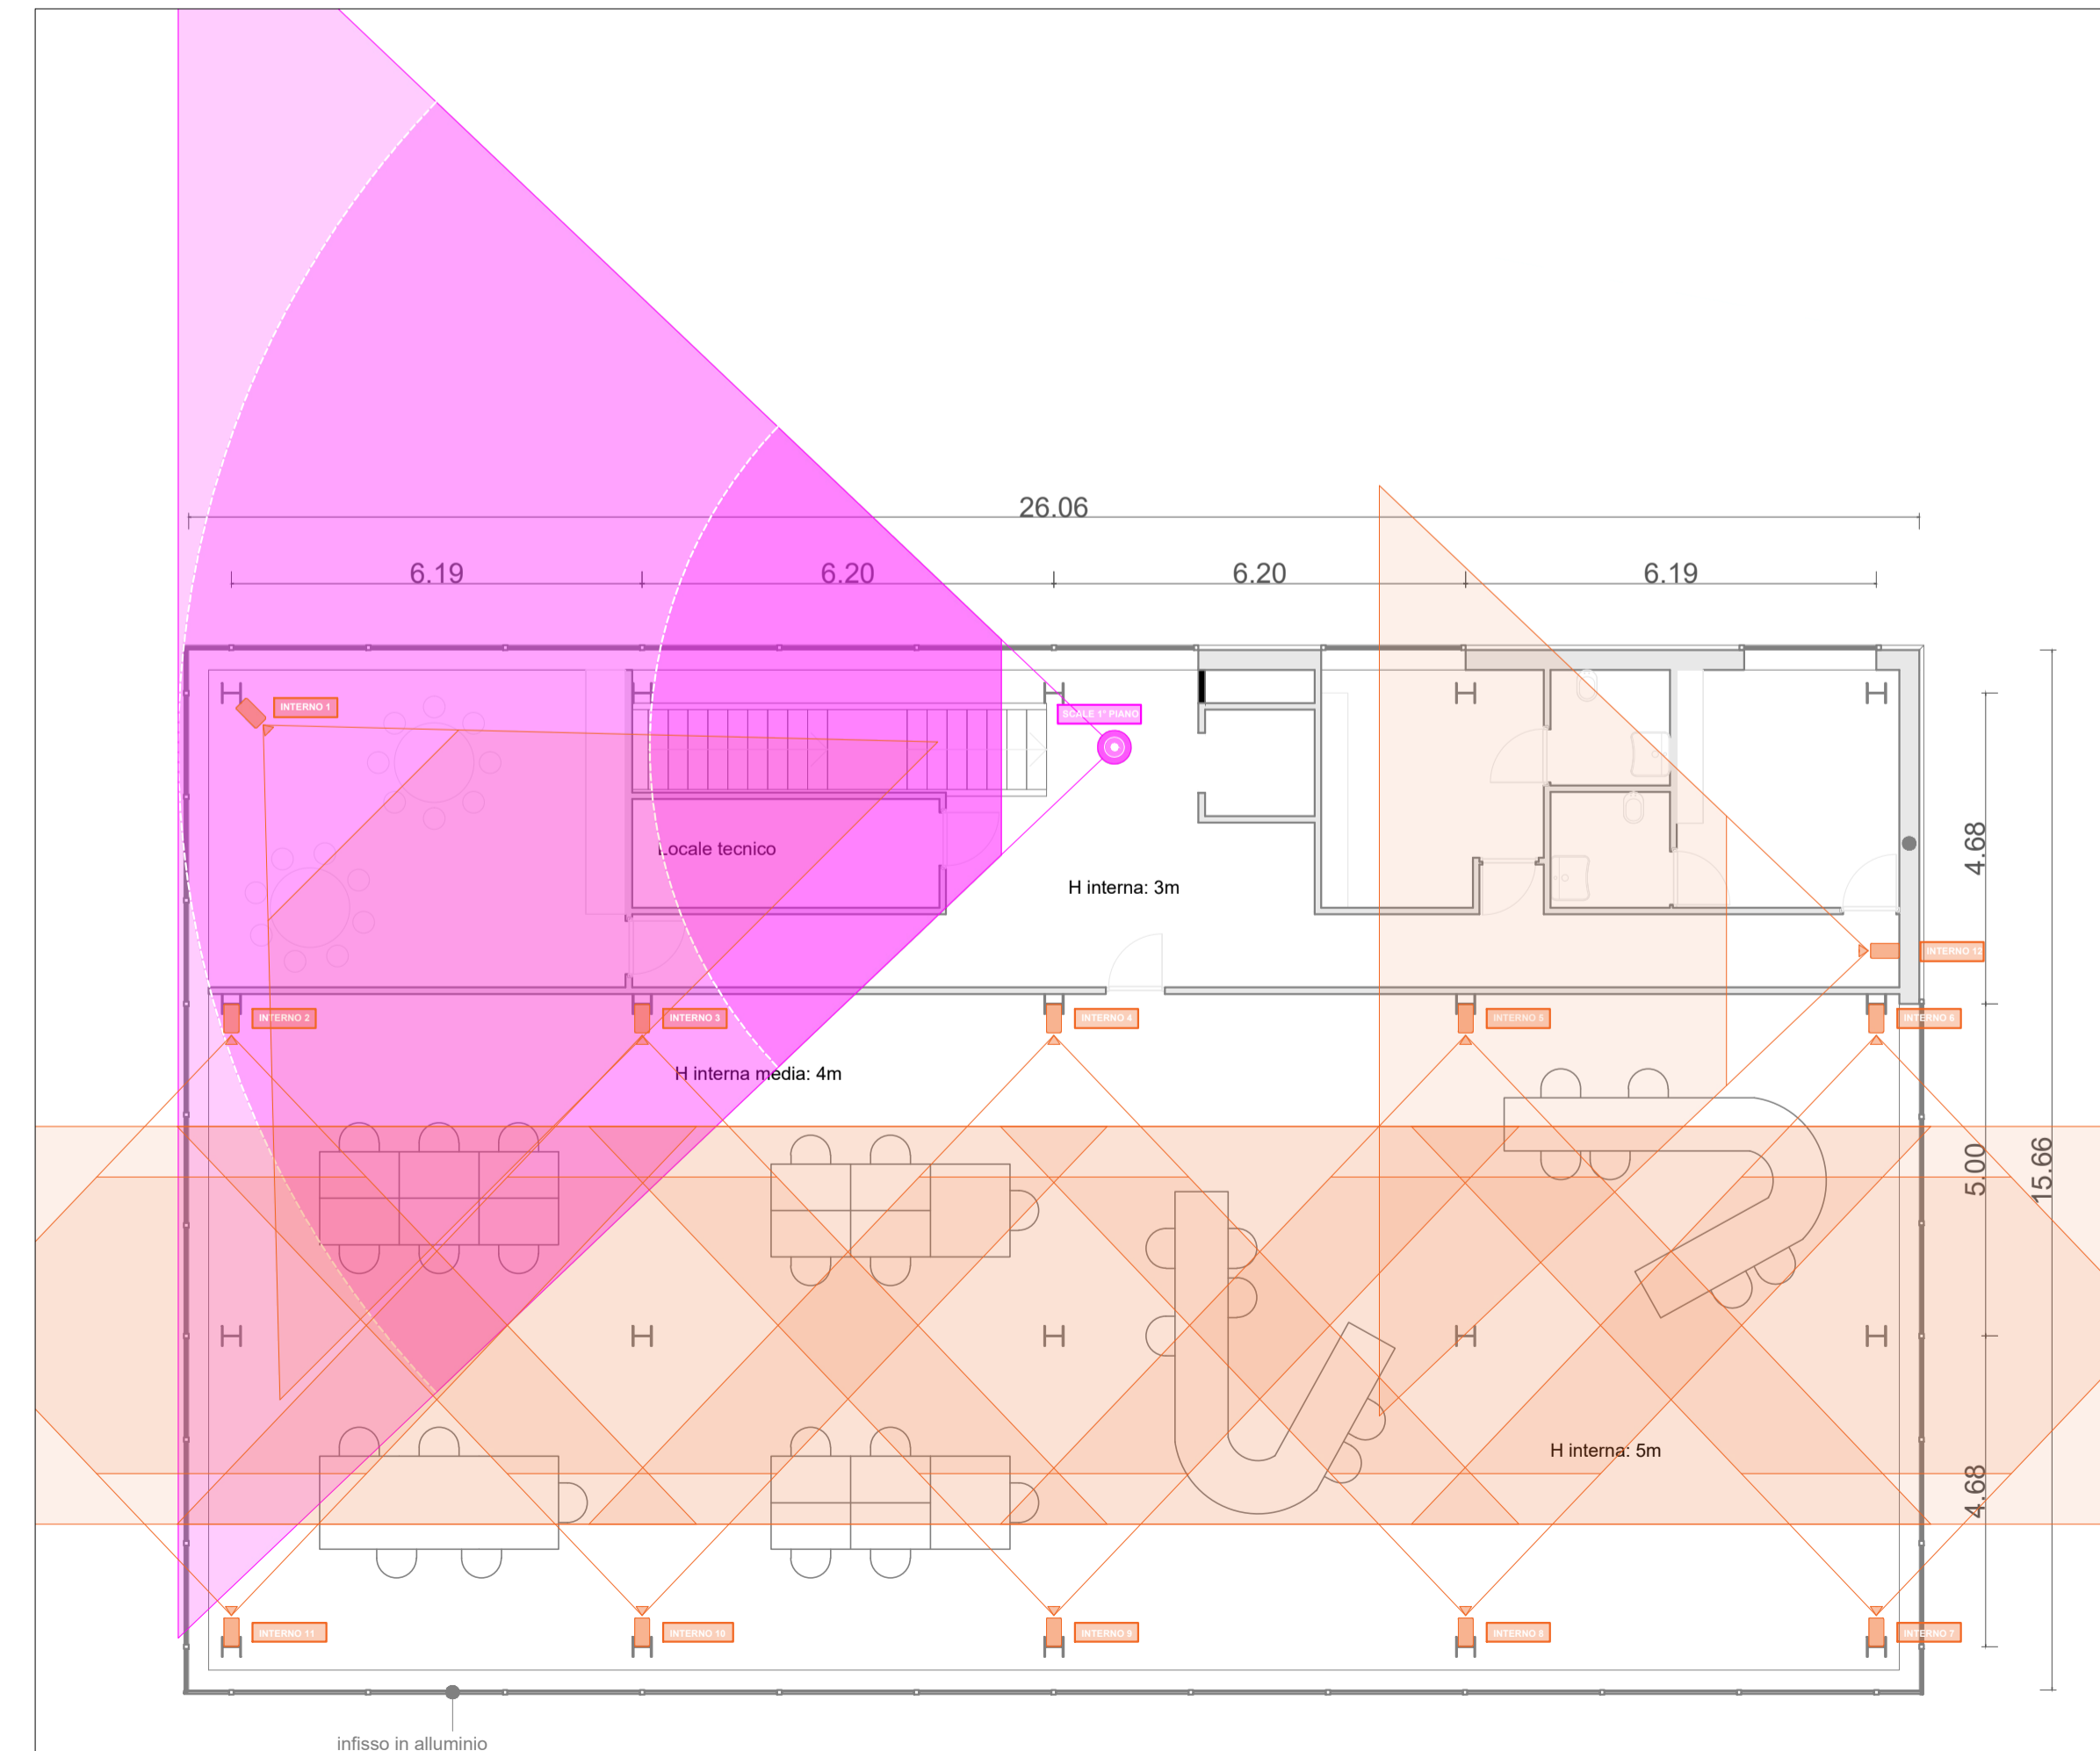 26.06
6.19
6.20
6.20
6.19
INTERNO 1
SCALE 1° PIANO
Locale tecnico
H interna: 3m
4.68
INTERNO 12
INTERNO 2
INTERNO 3
INTERNO 4
INTERNO 5
INTERNO 6
H interna media: 4m
5.00
15.66
H interna: 5m
4.68
INTERNO 11
INTERNO 10
INTERNO 9
INTERNO 8
INTERNO 7
infisso in alluminio